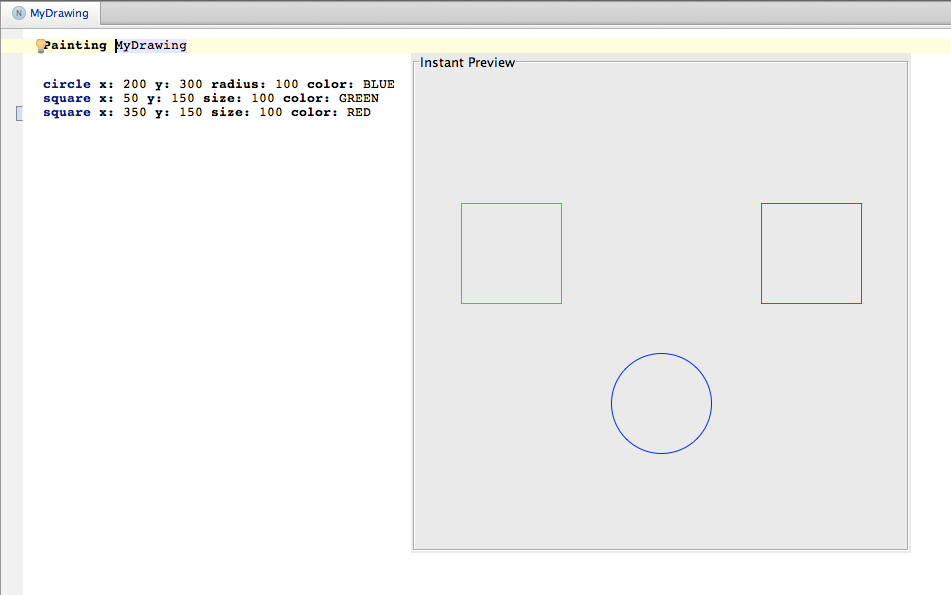 N MyDrawing
Painting MyDrawing
Instant Preview
circle x: 200 y: 300 radius: 100 color: BLUE
square x: 50 y: 150 size: 100 color: GREEN
square x: 350 y: 150 size: 100 color: RED